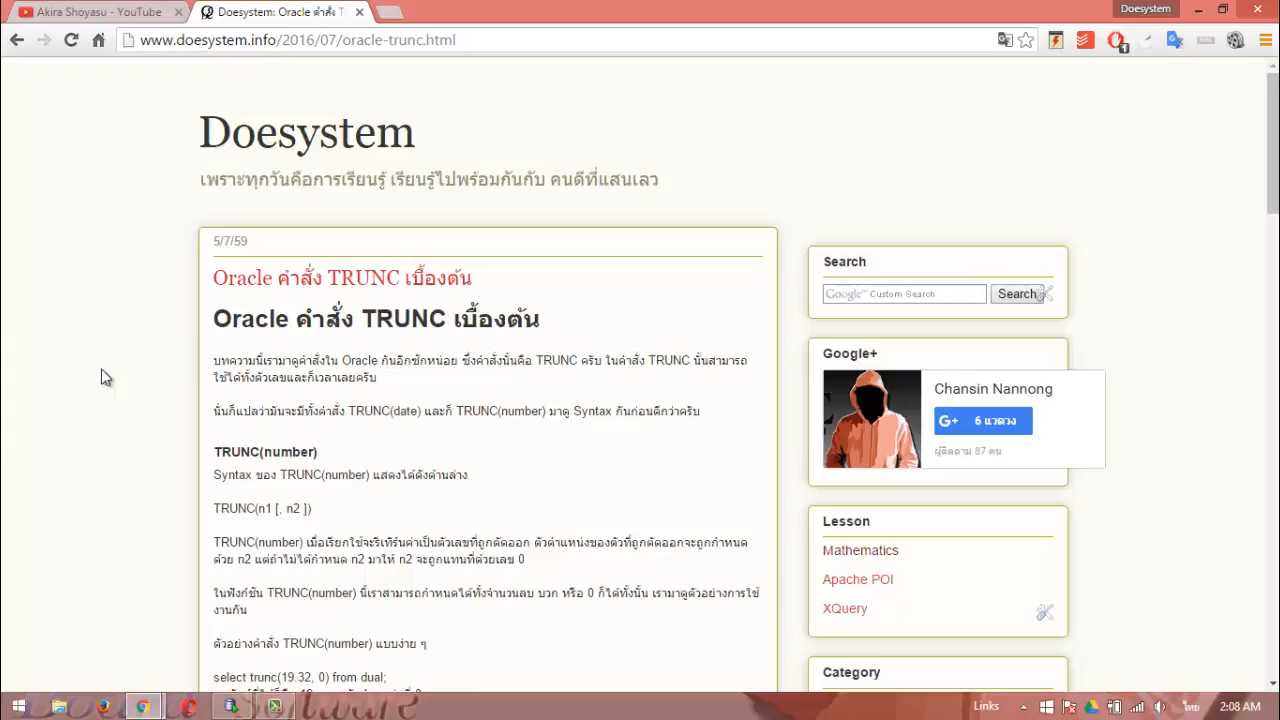 Akira Shoyasu - YouTube
Doesystem: Oracle คำสั่ง T
Doesystem
www.doesystem.info/2016/07/oracle-trunc.html
Doesystem
เพราะทุกวันคือการเรียนรู้ เรียนรู้ไปพร้อมกันกับ คนดีที่แสนเลว
5/7/59
Oracle คำสั่ง TRUNC เบื้องต้น
Oracle คำสั่ง TRUNC เบื้องต้น
บทความนี้เรามาดูคำสั่งใน Oracle กันอีกซักหน่อย ซึ่งคำสั่งนั่นคือ TRUNC ครับ ในคำสั่ง TRUNC นั้นสามารถ
ใช้ได้ทั้งตัวเลขและก็เวลาเลยครับ
นั่นก็แปลว่ามันจะมีทั้งคำสั่ง TRUNC(date) และก็ TRUNC(number) มาดู Syntax กันก่อนดีกว่าครับ
TRUNC(number)
Syntax ของ TRUNC(number) แสดงได้ดังด้านล่าง
TRUNC(n1 [, n2 ])
TRUNC(number) เมื่อเรียกใช้จะรีเทิร์นค่าเป็นตัวเลขที่ถูกตัดออก ตัวตำแหน่งของตัวที่ถูกตัดออกจะถูกกำหนด
ด้วย n2 แต่ถ้าไม่ได้กำหนด n2 มาให้ n2 จะถูกแทนที่ด้วยเลข 0
ในฟังก์ชัน TRUNC(number) นี้เราสามารถกำหนดได้ทั้งจำนวนลบ บวก หรือ 0 ก็ได้ทั้งนั้น เรามาดูตัวอย่างการใช้
งานกัน
ตัวอย่างคำสั่ง TRUNC(number) แบบง่าย ๆ
select trunc(19.32, 0) from dual;
Search
Google™ Custom Search
Search
Google+
Chansin Nannong
G+ 6 แวดวง
ผู้ติดตาม 87 คน
Lesson
Mathematics
Apache POI
XQuery
Category
Links
ไทย
2:08 AM